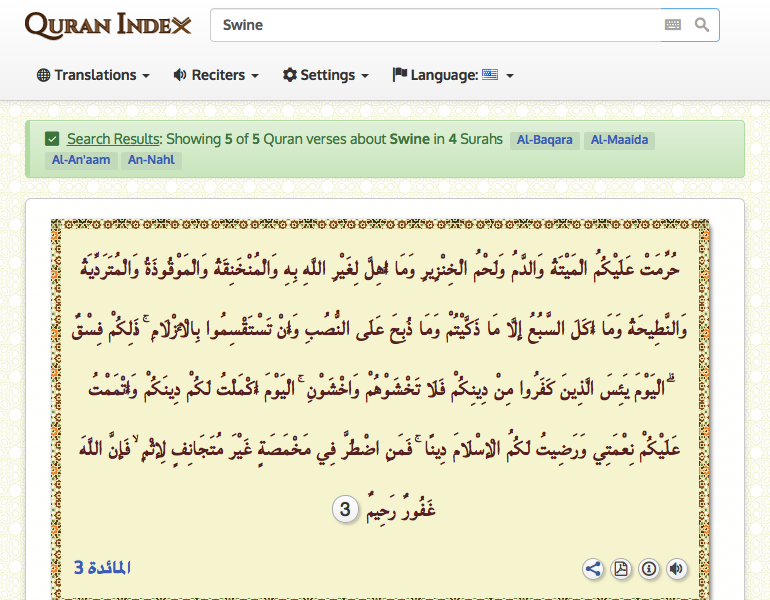 QURAN INDEX
Swine
Translations
Reciters
Settings
Language:
Search Results: Showing 5 of 5 Quran verses about Swine in 4 Surahs Al-Baqara Al-Maaida
Al-An'aam An-Nahl
حُرِّمَتْ عَلَيْكُمُ الْمَيْتَةُ وَالدَّمُ وَلَحْمُ الْخِنْزِيرِ وَمَا أُهِلَّ لِغَيْرِ اللَّهِ بِهِ وَالْمُنْخَنِقَةُ وَالْمَوْقُوذَةُ وَالْمُتَرَدِّيَةُ
وَالنَّطِيحَةُ وَمَا أَكَلَ السَّبُعُ إِلَّا مَا ذَكَّيْتُمْ وَمَا ذُبِحَ عَلَى النُّصُبِ وَأَنْ تَسْتَقْسِمُوا بِالْأَزْلَامِ ۚ ذَٰلِكُمْ فِسْقٌ
ۗ الْيَوْمَ يَئِسَ الَّذِينَ كَفَرُوا مِنْ دِينِكُمْ فَلَا تَخْشَوْهُمْ وَاخْشَوْنِ ۚ الْيَوْمَ أَكْمَلْتُ لَكُمْ دِينَكُمْ وَأَتْمَمْتُ
عَلَيْكُمْ نِعْمَتِي وَرَضِيتُ لَكُمُ الْإِسْلَامَ دِينًا ۚ فَمَنِ اضْطُرَّ فِي مَخْمَصَةٍ غَيْرَ مُتَجَانِفٍ لِإِثْمٍ ۙ فَإِنَّ اللَّهَ
غَفُورٌ رَحِيمٌ 3
المائدة 3